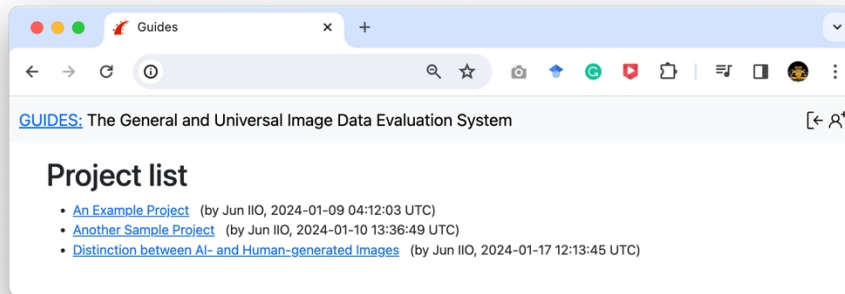 Guides
GUIDES: The General and Universal Image Data Evaluation System
Project list
• An Example Project (by Jun IIO, 2024-01-09 04:12:03 UTC)
• Another Sample Project (by Jun IIO, 2024-01-10 13:36:49 UTC)
• Distinction between AI- and Human-generated Images (by Jun IIO, 2024-01-17 12:13:45 UTC)